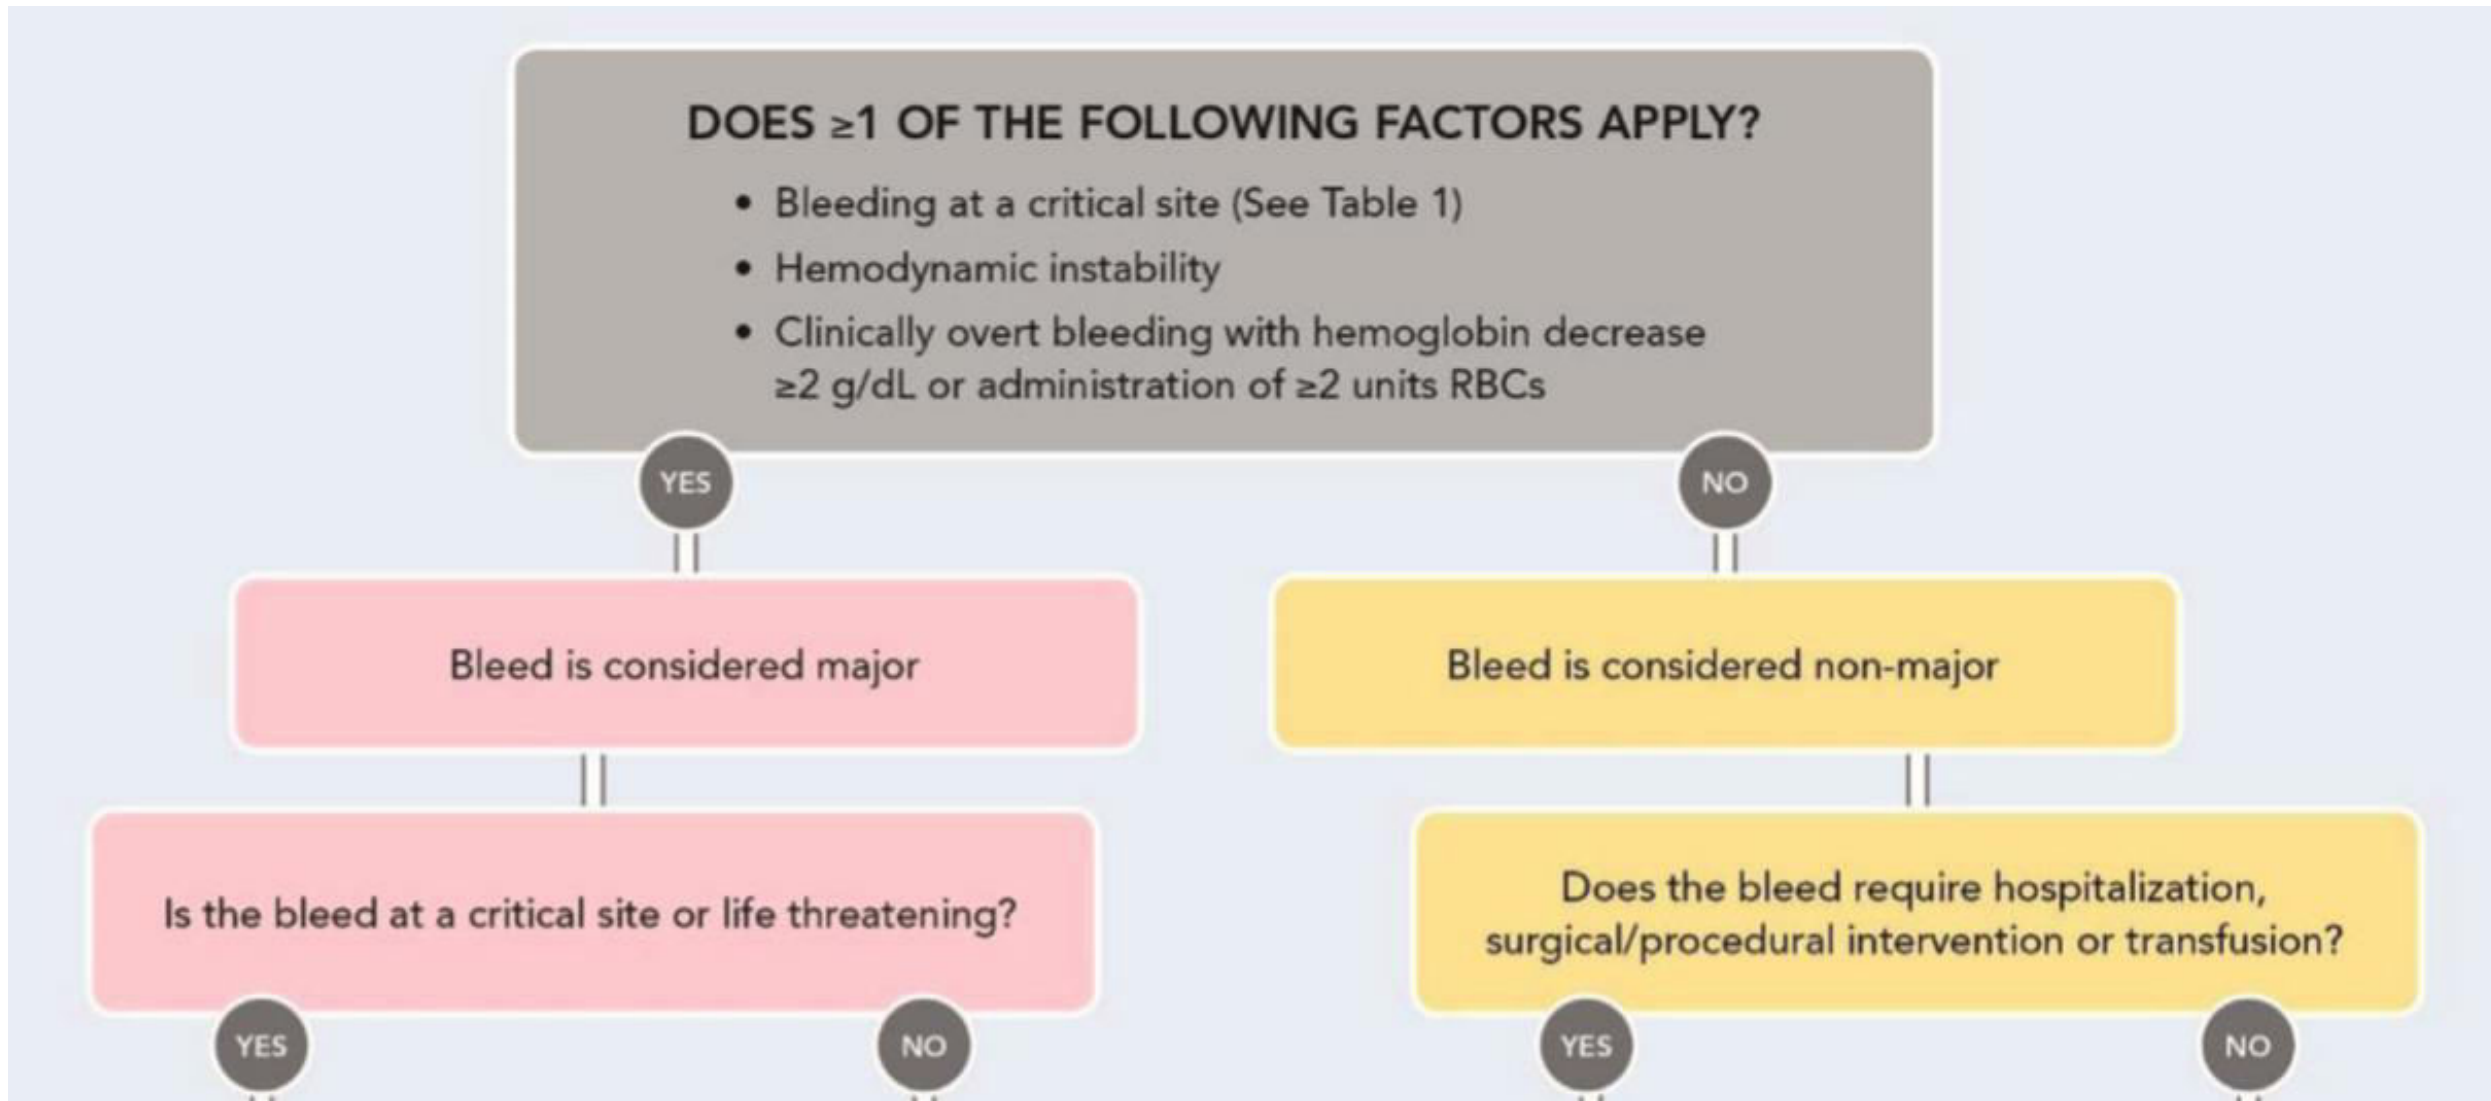 DOES ≥1 OF THE FOLLOWING FACTORS APPLY?
• Bleeding at a critical site (See Table 1)
• Hemodynamic instability
• Clinically overt bleeding with hemoglobin decrease
≥2 g/dL or administration of ≥2 units RBCs
YES
NO
Bleed is considered major
Bleed is considered non-major
Is the bleed at a critical site or life threatening?
Does the bleed require hospitalization,
surgical/procedural intervention or transfusion?
YES
NO
YES
NO